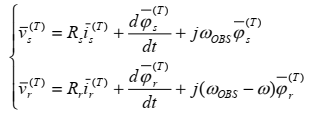 v̄_s^(T) = R_s ī_s^(T) + dφ̄_s^(T)/dt + jω_OBS φ̄_s^(T)
v̄_r^(T) = R_r ī_r^(T) + dφ̄_r^(T)/dt + j(ω_OBS − ω)φ̄_r^(T)